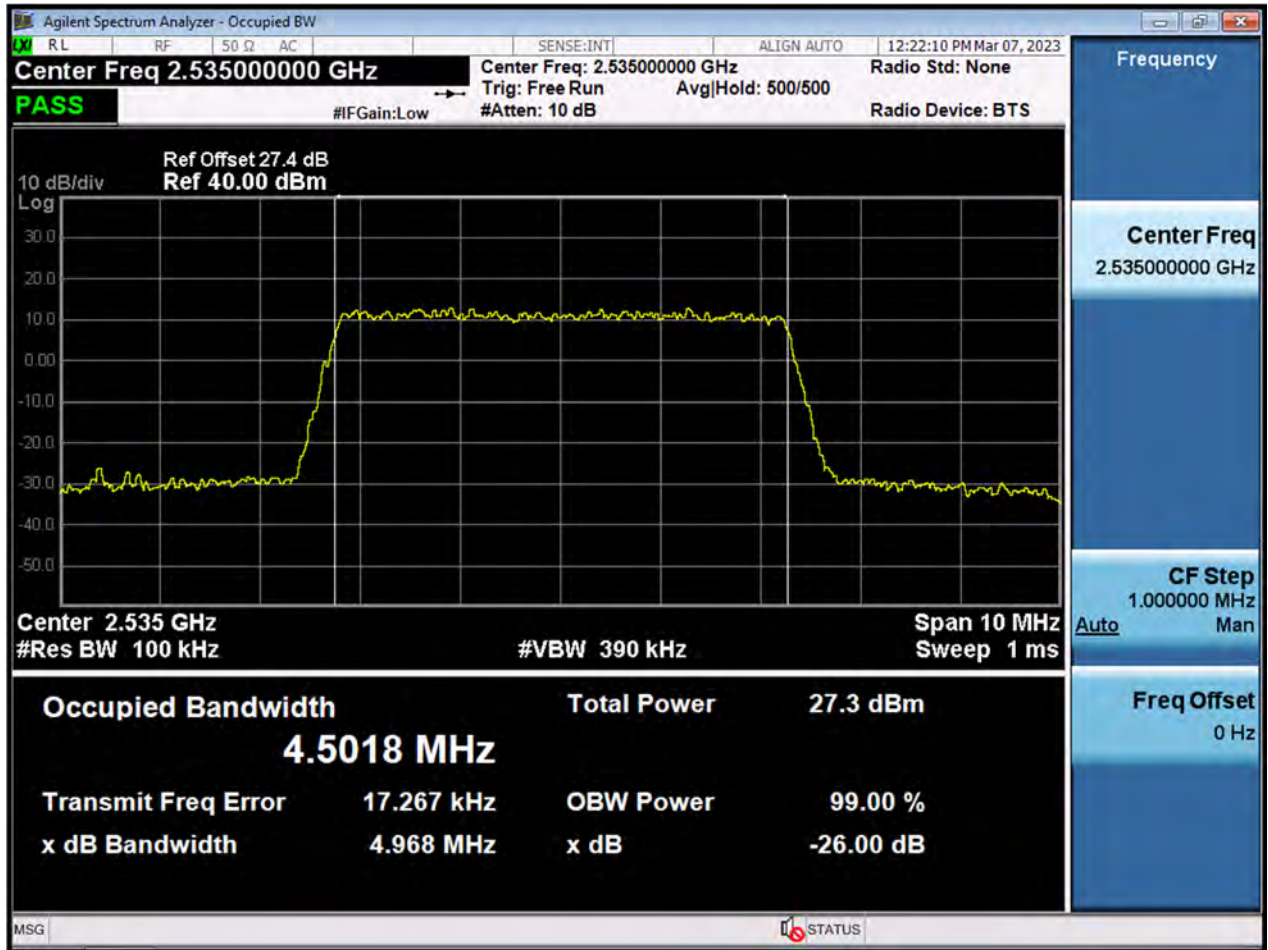 Agilent Spectrum Analyzer - Occupied BW
LXI RL RF 50 Ω AC SENSE:INT ALIGN AUTO 12:22:10 PM Mar 07, 2023
Center Freq 2.535000000 GHz
Center Freq: 2.535000000 GHz Radio Std: None
Trig: Free Run Avg|Hold: 500/500
PASS
#IFGain:Low #Atten: 10 dB Radio Device: BTS
Ref Offset 27.4 dB
10 dB/div Ref 40.00 dBm
Log
30.0
20.0
10.0
0.00
-10.0
-20.0
-30.0
-40.0
-50.0
Center 2.535 GHz Span 10 MHz
#Res BW 100 kHz #VBW 390 kHz Sweep 1 ms
Occupied Bandwidth Total Power 27.3 dBm
4.5018 MHz
Transmit Freq Error 17.267 kHz OBW Power 99.00 %
x dB Bandwidth 4.968 MHz x dB -26.00 dB
MSG STATUS
Frequency
Center Freq
2.535000000 GHz
CF Step
1.000000 MHz
Auto Man
Freq Offset
0 Hz